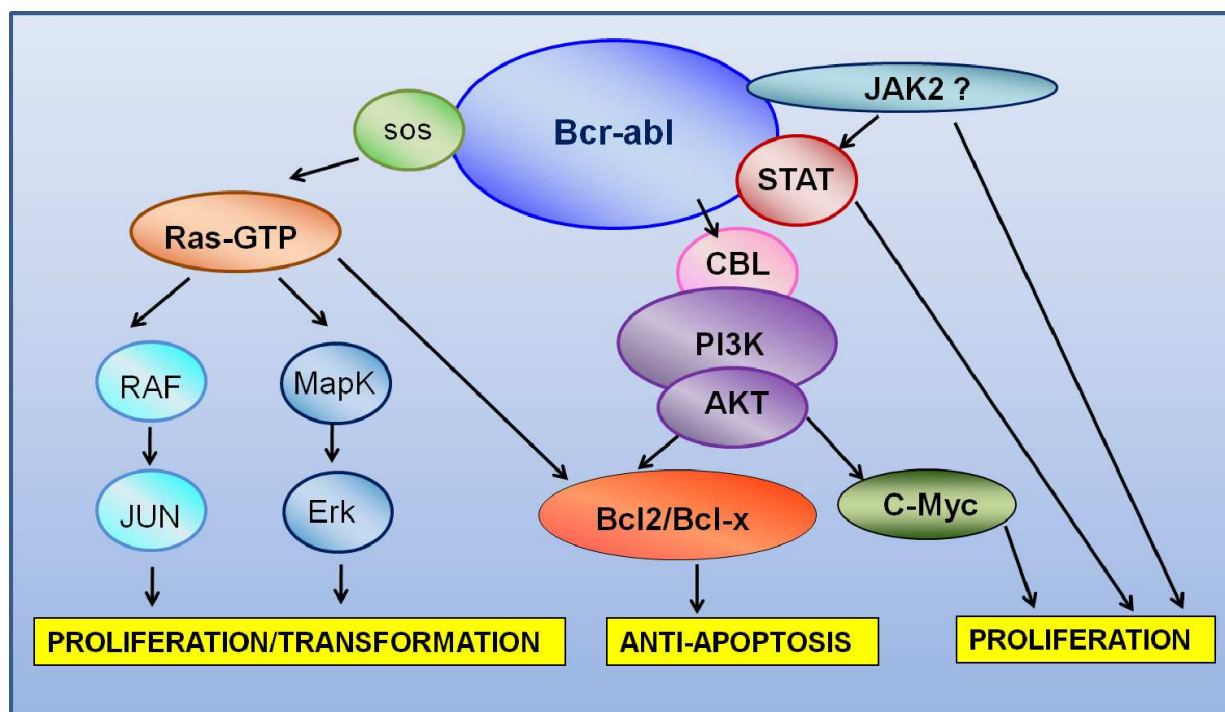 JAK2 ?
Bcr-abl
sos
STAT
Ras-GTP
CBL
PI3K
RAF
MapK
AKT
JUN
Erk
Bcl2/Bcl-x
C-Myc
PROLIFERATION/TRANSFORMATION
ANTI-APOPTOSIS
PROLIFERATION